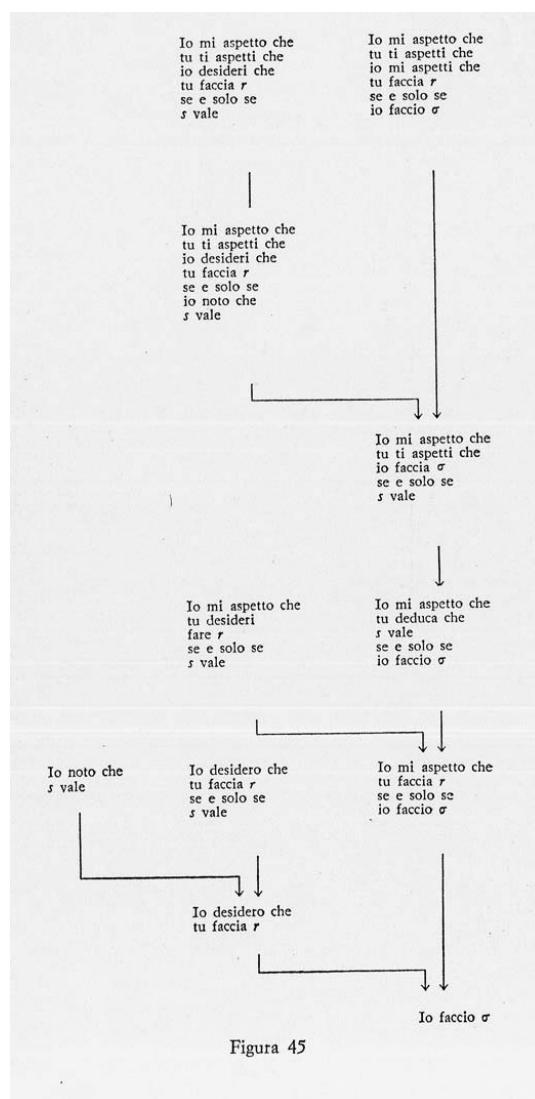 Io mi aspetto che
tu ti aspetti che
io desideri che
tu faccia r
se e solo se
s vale
Io mi aspetto che
tu ti aspetti che
io mi aspetti che
tu faccia r
se e solo se
io faccio σ
Io mi aspetto che
tu ti aspetti che
io desideri che
tu faccia r
se e solo se
io noto che
s vale
Io mi aspetto che
tu ti aspetti che
io faccia σ
se e solo se
s vale
Io mi aspetto che
tu desideri
fare r
se e solo se
s vale
Io mi aspetto che
tu deduca che
s vale
se e solo se
io faccio σ
Io noto che
s vale
Io desidero che
tu faccia r
se e solo se
s vale
Io mi aspetto che
tu faccia r
se e solo se
io faccio σ
Io desidero che
tu faccia r
Io faccio σ
Figura 45